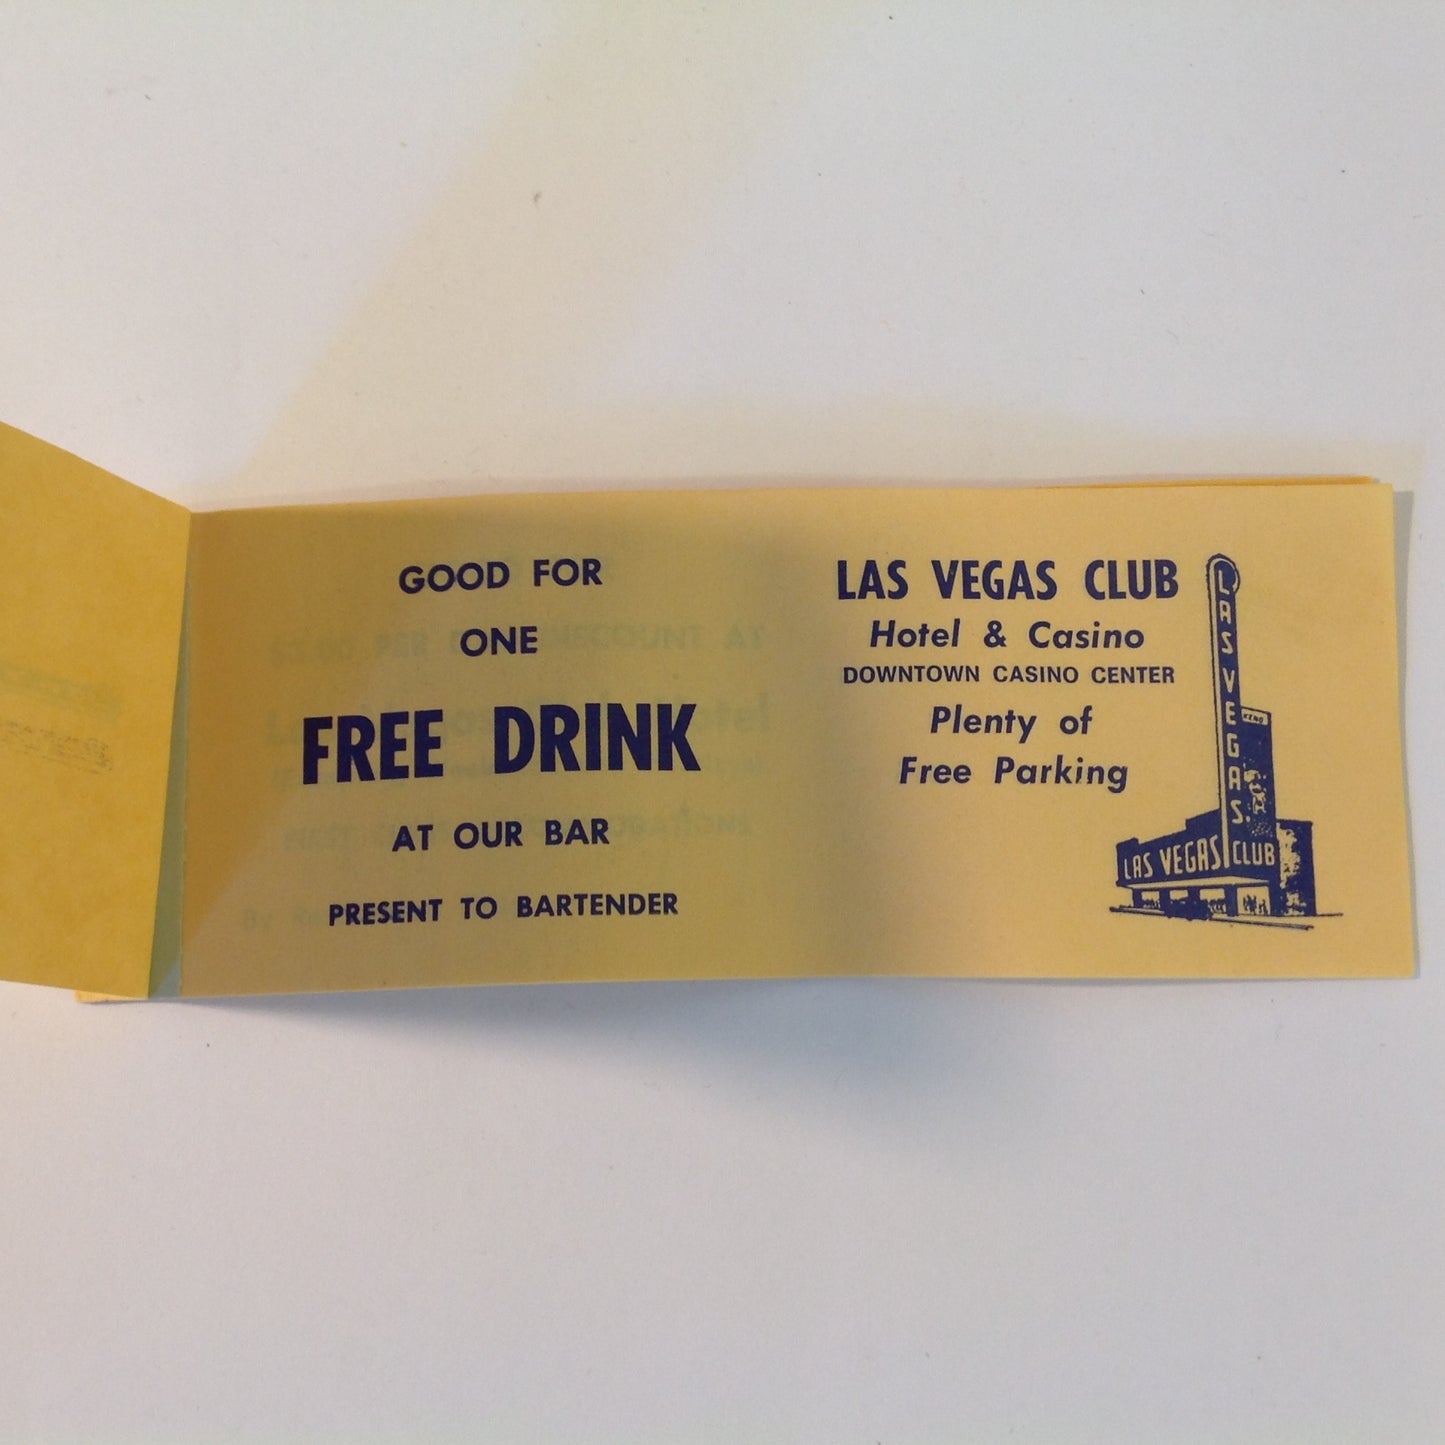 GOOD FOR
ONE
FREE DRINK
AT OUR BAR
PRESENT TO BARTENDER
LAS VEGAS CLUB
Hotel & Casino
DOWNTOWN CASINO CENTER
Plenty of
Free Parking
LAS VEGAS
KENO
LAS VEGAS CLUB